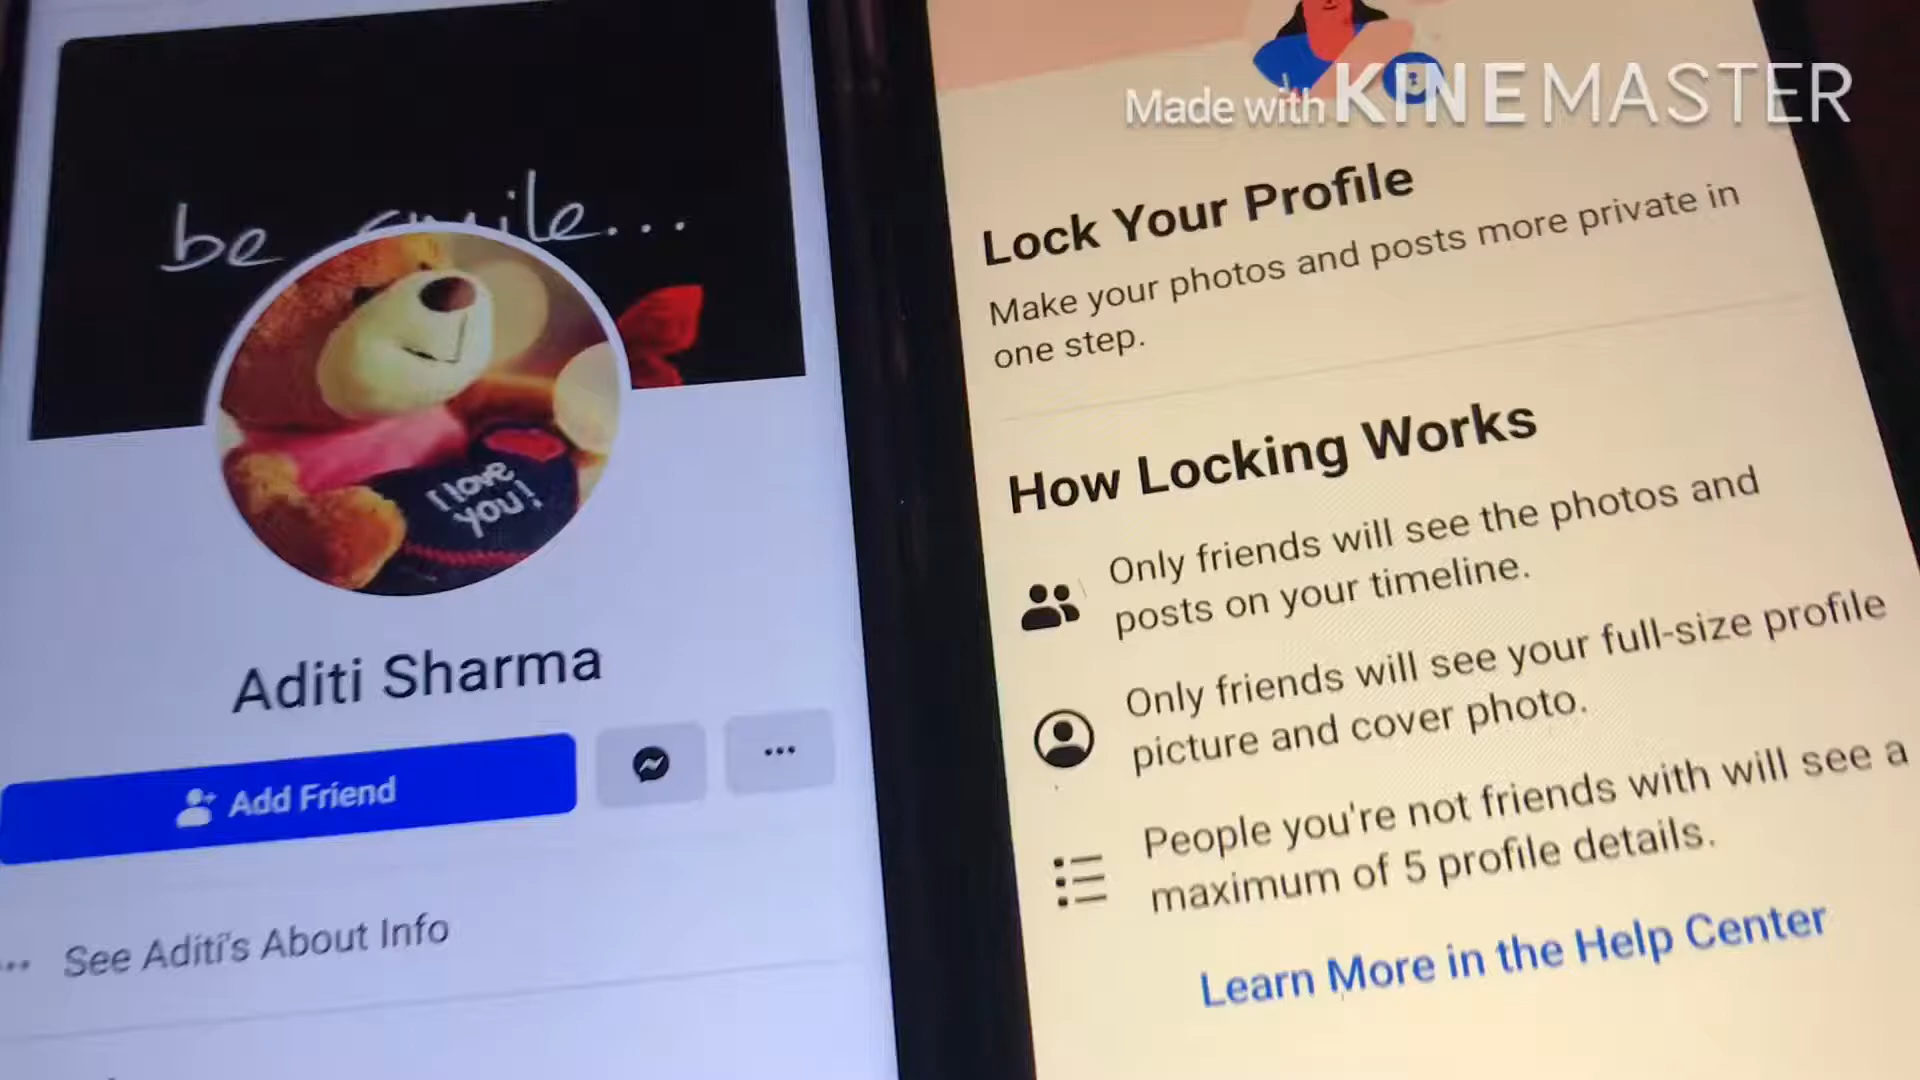 be smile...
I love
you!
Aditi Sharma
Add Friend
...
... See Aditi's About Info
Made with KINEMASTER
Lock Your Profile
Make your photos and posts more private in
one step.
How Locking Works
Only friends will see the photos and
posts on your timeline.
Only friends will see your full-size profile
picture and cover photo.
People you're not friends with will see a
maximum of 5 profile details.
Learn More in the Help Center